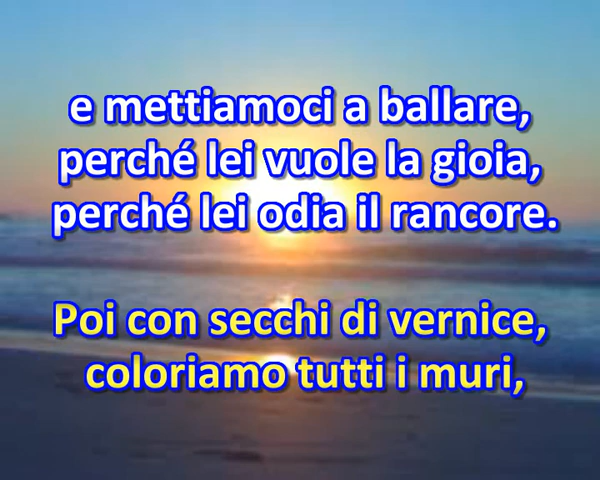 e mettiamoci a ballare,
perché lei vuole la gioia,
perché lei odia il rancore.
Poi con secchi di vernice,
coloriamo tutti i muri,